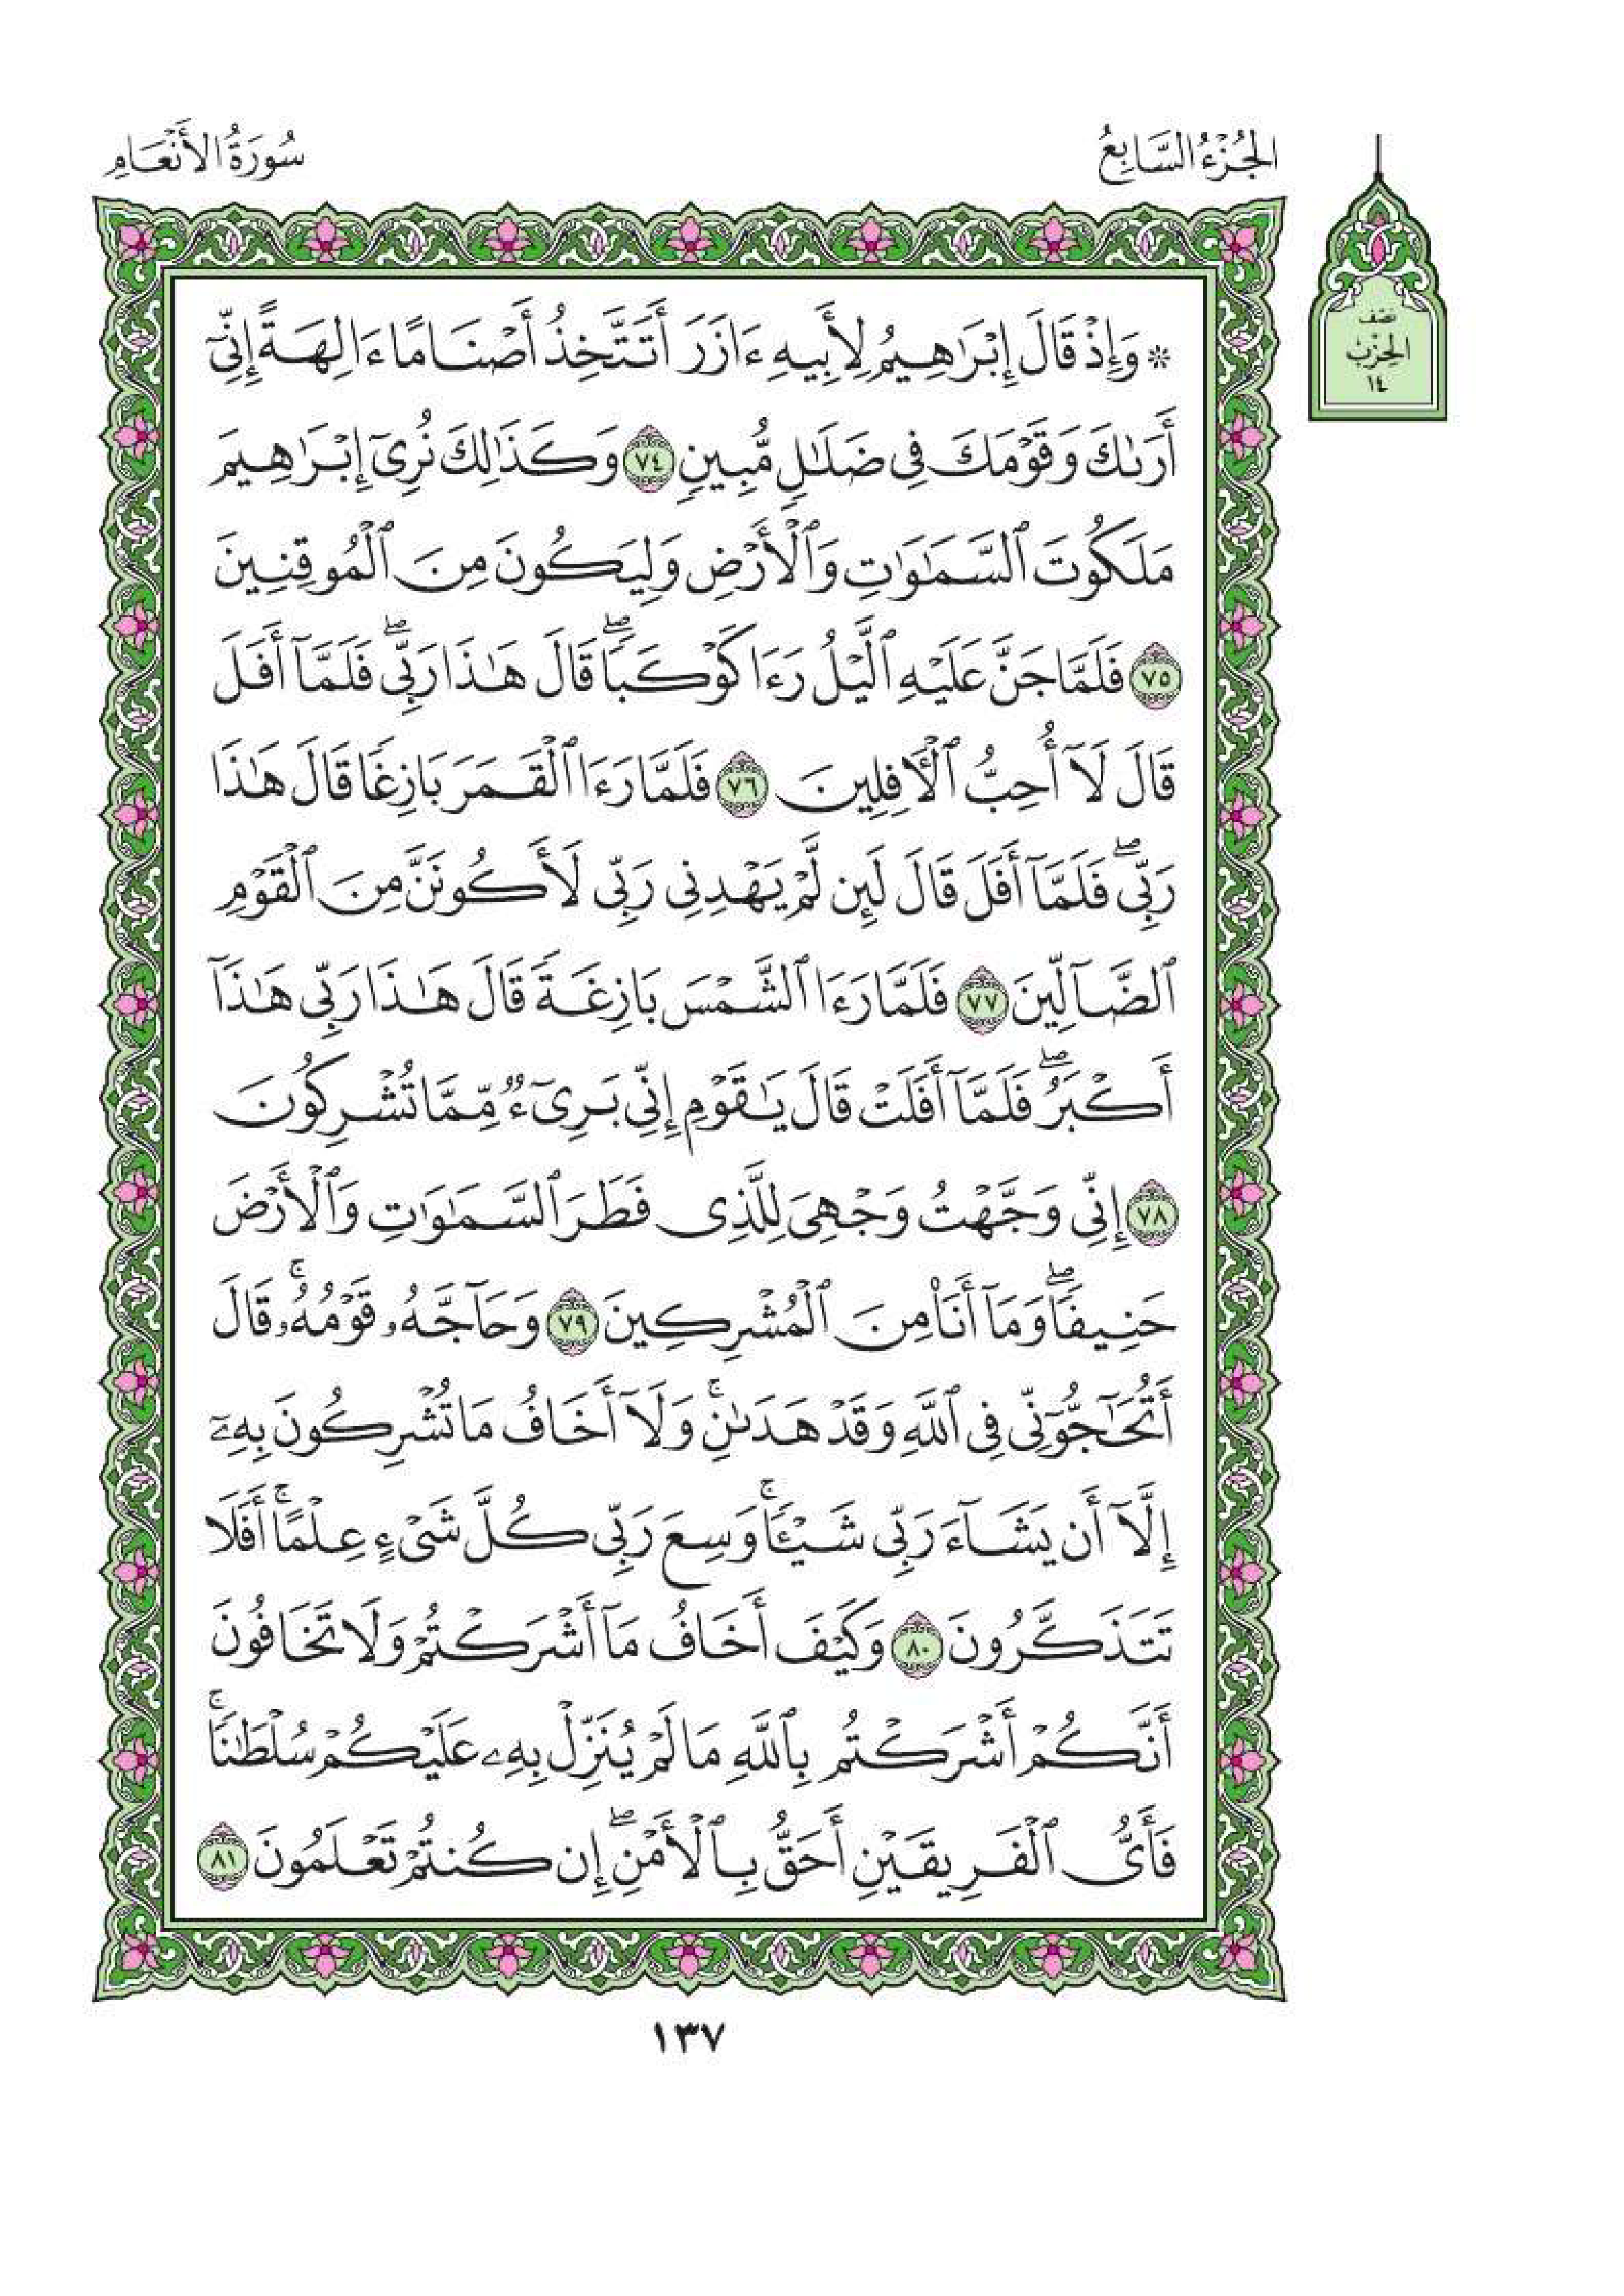 الجُزْءُ السَّابِعُ
سُورَةُ الأَنْعَامِ
نصف
الحِزْب
١٤
۞ وَإِذْ قَالَ إِبْرَٰهِيمُ لِأَبِيهِ ءَازَرَ أَتَتَّخِذُ أَصْنَامًا ءَالِهَةً إِنِّيٓ
أَرَىٰكَ وَقَوْمَكَ فِي ضَلَٰلٖ مُّبِينٖ ٧٤ وَكَذَٰلِكَ نُرِيٓ إِبْرَٰهِيمَ
مَلَكُوتَ ٱلسَّمَٰوَٰتِ وَٱلْأَرْضِ وَلِيَكُونَ مِنَ ٱلْمُوقِنِينَ
٧٥ فَلَمَّا جَنَّ عَلَيْهِ ٱلَّيْلُ رَءَا كَوْكَبٗاۖ قَالَ هَٰذَا رَبِّيۖ فَلَمَّآ أَفَلَ
قَالَ لَآ أُحِبُّ ٱلْأٓفِلِينَ ٧٦ فَلَمَّا رَءَا ٱلْقَمَرَ بَازِغٗا قَالَ هَٰذَا
رَبِّيۖ فَلَمَّآ أَفَلَ قَالَ لَئِن لَّمْ يَهْدِنِي رَبِّي لَأَكُونَنَّ مِنَ ٱلْقَوْمِ
ٱلضَّآلِّينَ ٧٧ فَلَمَّا رَءَا ٱلشَّمْسَ بَازِغَةٗ قَالَ هَٰذَا رَبِّي هَٰذَآ
أَكْبَرُۖ فَلَمَّآ أَفَلَتْ قَالَ يَٰقَوْمِ إِنِّي بَرِيٓءٞ مِّمَّا تُشْرِكُونَ
٧٨ إِنِّي وَجَّهْتُ وَجْهِيَ لِلَّذِي فَطَرَ ٱلسَّمَٰوَٰتِ وَٱلْأَرْضَ
حَنِيفٗاۖ وَمَآ أَنَا۠ مِنَ ٱلْمُشْرِكِينَ ٧٩ وَحَآجَّهُۥ قَوْمُهُۥۚ قَالَ
أَتُحَٰٓجُّوٓنِّي فِي ٱللَّهِ وَقَدْ هَدَىٰنِۚ وَلَآ أَخَافُ مَا تُشْرِكُونَ بِهِۦٓ
إِلَّآ أَن يَشَآءَ رَبِّي شَيْـٔٗاۚ وَسِعَ رَبِّي كُلَّ شَيْءٍ عِلْمًاۚ أَفَلَا
تَتَذَكَّرُونَ ٨٠ وَكَيْفَ أَخَافُ مَآ أَشْرَكْتُمْ وَلَا تَخَافُونَ
أَنَّكُمْ أَشْرَكْتُم بِٱللَّهِ مَا لَمْ يُنَزِّلْ بِهِۦ عَلَيْكُمْ سُلْطَٰنٗاۚ
فَأَيُّ ٱلْفَرِيقَيْنِ أَحَقُّ بِٱلْأَمْنِۖ إِن كُنتُمْ تَعْلَمُونَ ٨١
١٣٧